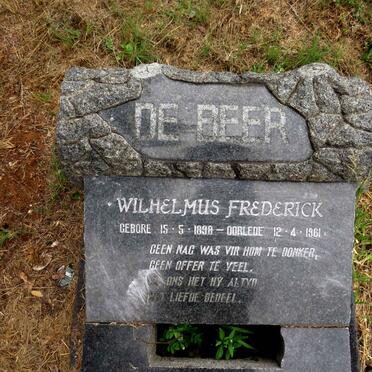 DE BEER
WILHELMUS FREDERICK
GEBORE 15-5-1898 — OORLEDE 12-4-1961
GEEN NAG WAS VIR HOM TE DONKER,
GEEN OFFER TE VEEL.
ONS HET HY ALTYD
LIEFDE GEDEEL.